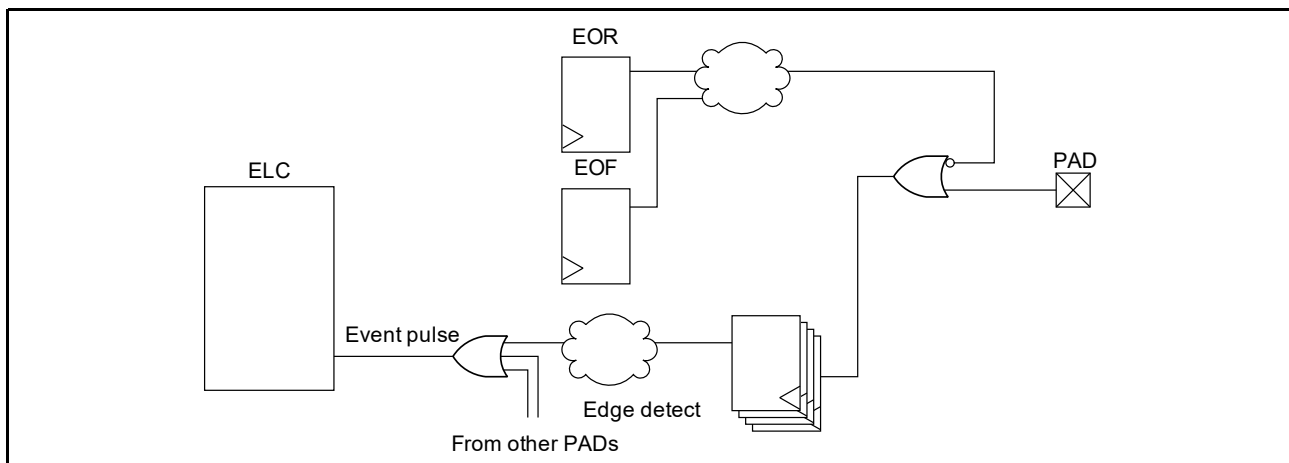 EOR
PAD
ELC
EOF
Event pulse
Edge detect
From other PADs